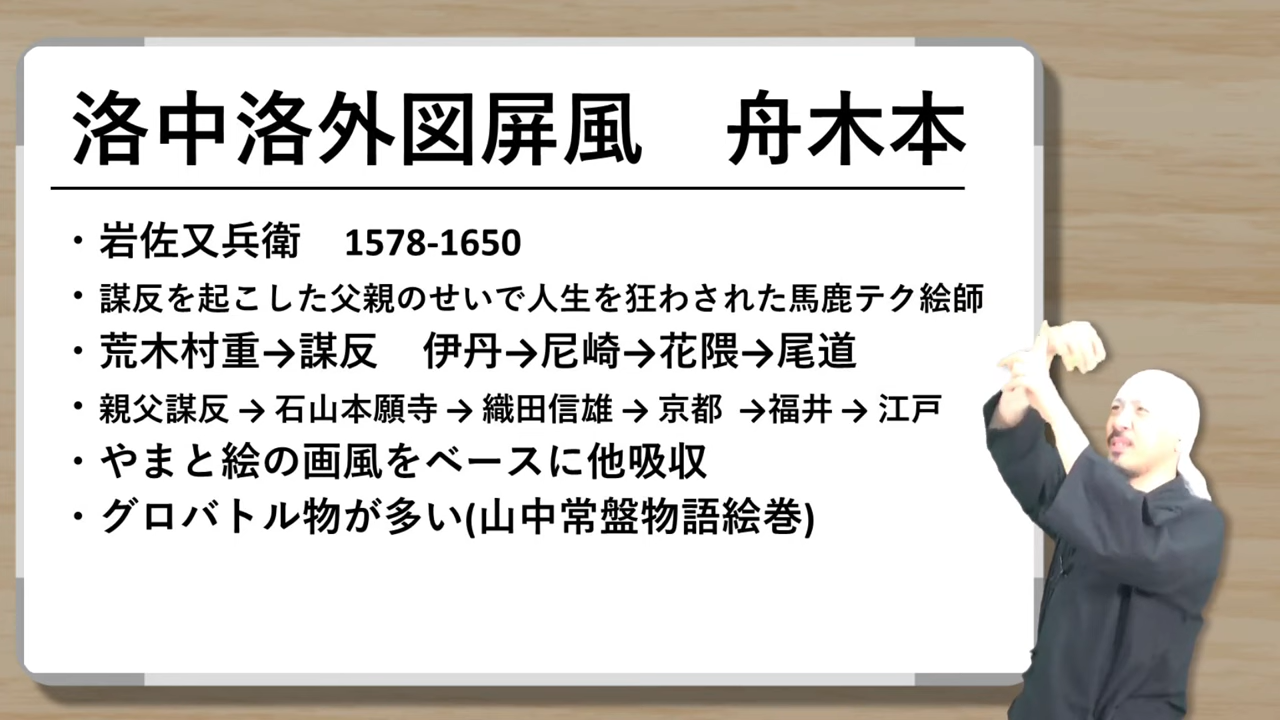 洛中洛外図屏風　舟木本
・岩佐又兵衛　1578-1650
・謀反を起こした父親のせいで人生を狂わされた馬鹿テク絵師
・荒木村重→謀反　伊丹→尼崎→花隈→尾道
・親父謀反 → 石山本願寺 → 織田信雄 → 京都 →福井 → 江戸
・やまと絵の画風をベースに他吸収
・グロバトル物が多い(山中常盤物語絵巻)